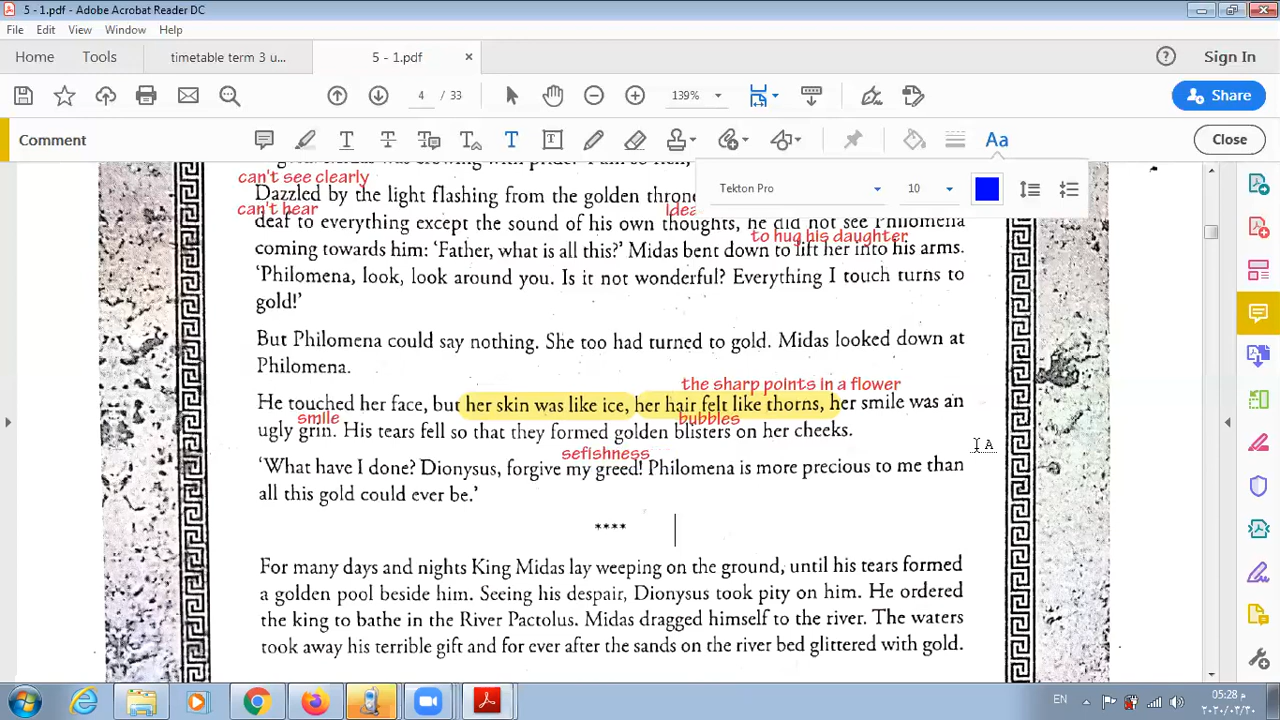 5 - 1.pdf - Adobe Acrobat Reader DC
File Edit View Window Help
Home Tools timetable term 3 u... 5 - 1.pdf × Sign In
4 / 33 139% Share
Comment T T T T Aa Close
Tekton Pro 10
can't see clearly
Dazzled by the light flashing from the golden throne
can't hear Idea
deaf to everything except the sound of his own thoughts, he did not see Philomena
to hug his daughter
coming towards him: 'Father, what is all this?' Midas bent down to lift her into his arms.
'Philomena, look, look around you. Is it not wonderful? Everything I touch turns to
gold!'
But Philomena could say nothing. She too had turned to gold. Midas looked down at
Philomena.
the sharp points in a flower
He touched her face, but her skin was like ice, her hair felt like thorns, her smile was an
smile bubbles
ugly grin. His tears fell so that they formed golden blisters on her cheeks.
sefishness
'What have I done? Dionysus, forgive my greed! Philomena is more precious to me than
all this gold could ever be.'
****
For many days and nights King Midas lay weeping on the ground, until his tears formed
a golden pool beside him. Seeing his despair, Dionysus took pity on him. He ordered
the king to bathe in the River Pactolus. Midas dragged himself to the river. The waters
took away his terrible gift and for ever after the sands on the river bed glittered with gold.
EN 05:28 م
٢٠٢٠/٠٣/٣٠